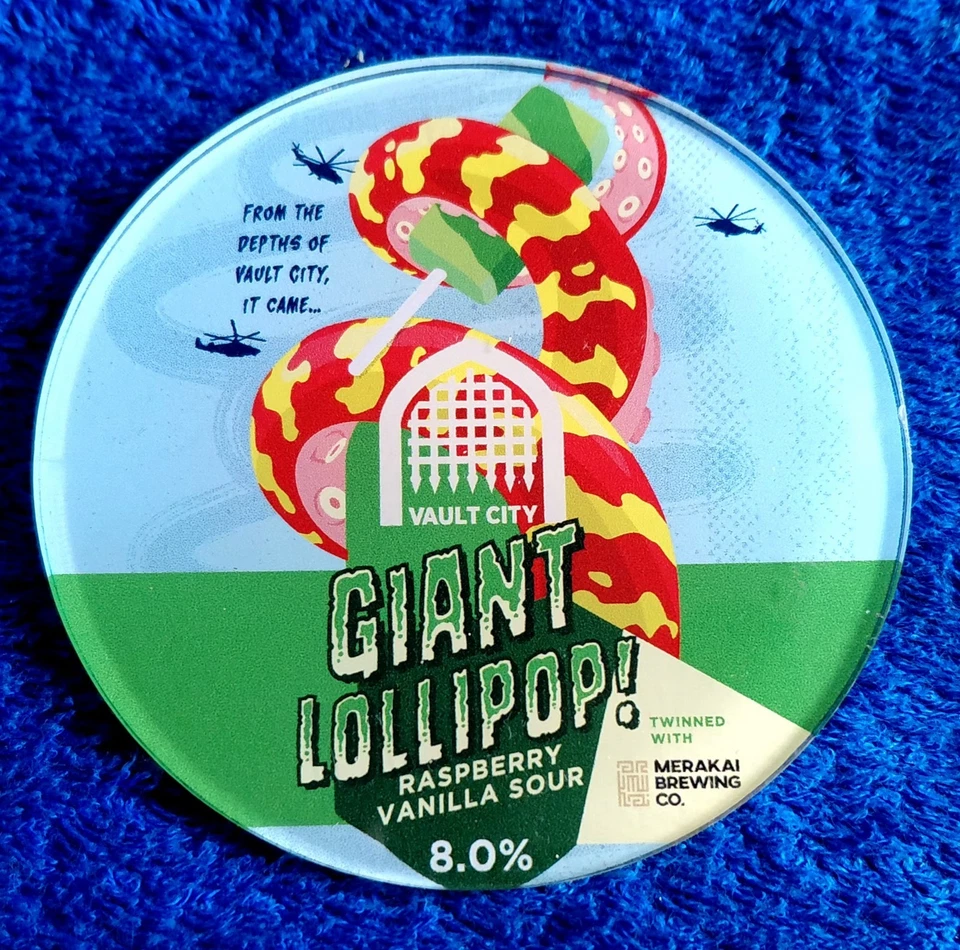 FROM THE
DEPTHS OF
VAULT CITY,
IT CAME...
VAULT CITY
GIANT
LOLLIPOP!
RASPBERRY
VANILLA SOUR
8.0%
TWINNED
WITH
MERAKAI
BREWING
CO.